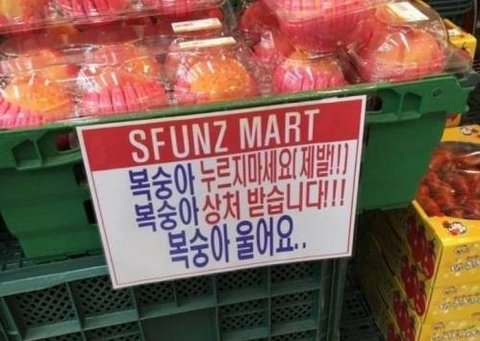 SFUNZ MART
복숭아 누르지마세요(제발!!)
복숭아 상처 받습니다!!!
복숭아 울어요..